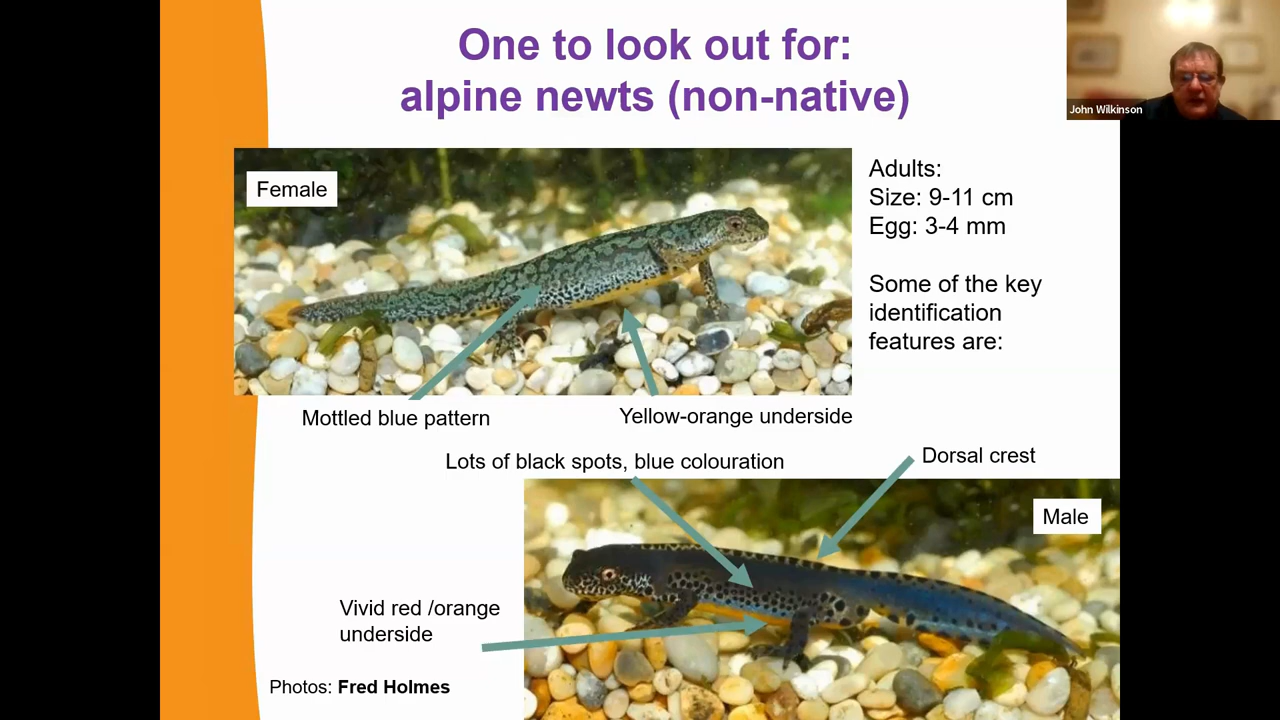 One to look out for:
alpine newts (non-native)
John Wilkinson
Female
Adults:
Size: 9-11 cm
Egg: 3-4 mm
Some of the key
identification
features are:
Mottled blue pattern
Yellow-orange underside
Lots of black spots, blue colouration
Dorsal crest
Male
Vivid red /orange
underside
Photos: Fred Holmes